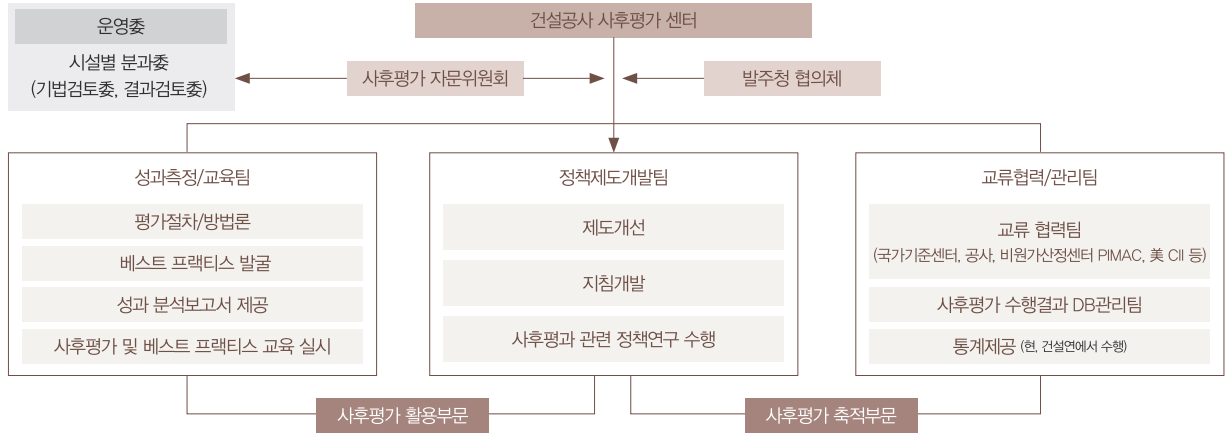 건설공사 사후평가 센터
운영委
시설별 분과委
(기법검토委, 결과검토委)
사후평가 자문위원회
발주청 협의체
성과측정/교육팀
평가절차/방법론
베스트 프랙티스 발굴
성과 분석보고서 제공
사후평가 및 베스트 프랙티스 교육 실시
정책제도개발팀
제도개선
지침개발
사후평과 관련 정책연구 수행
교류협력/관리팀
교류 협력팀
(국가기준센터, 공사, 비원가산정센터 PIMAC, 美 CII 등)
사후평가 수행결과 DB관리팀
통계제공 (현, 건설연에서 수행)
사후평가 활용부문
사후평가 축적부문